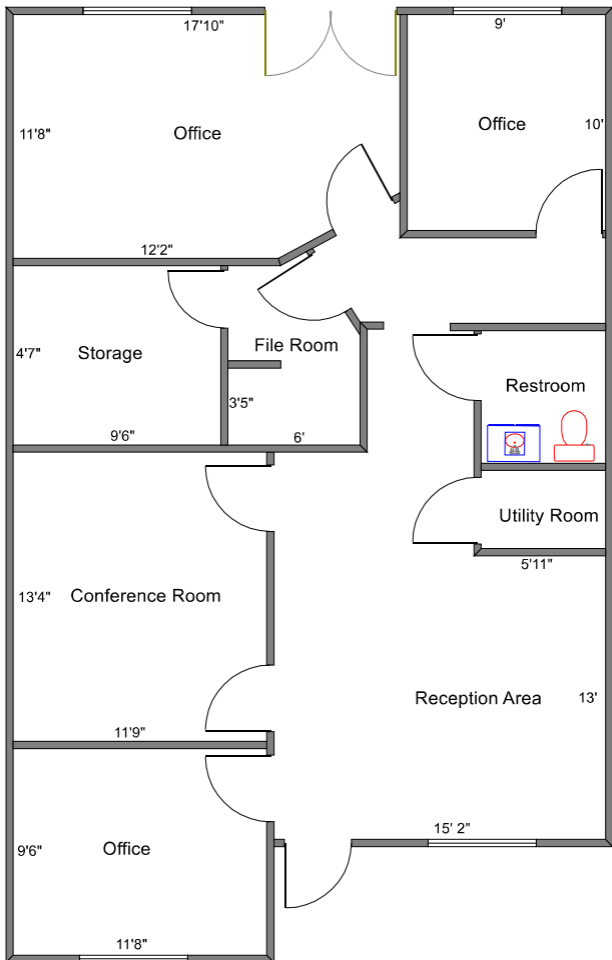 17'10"
9'
11'8"
Office
Office
10'
12'2"
4'7"
Storage
File Room
Restroom
3'5"
9'6"
6'
Utility Room
5'11"
13'4"
Conference Room
Reception Area
13'
11'9"
15' 2"
9'6"
Office
11'8"